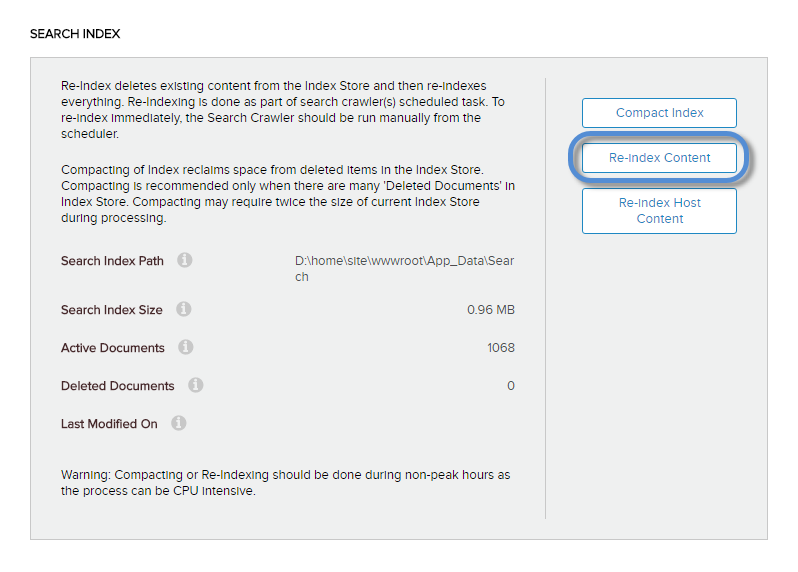 SEARCH INDEX
Re-Index deletes existing content from the Index Store and then re-indexes
everything. Re-Indexing is done as part of search crawler(s) scheduled task. To
re-index immediately, the Search Crawler should be run manually from the
scheduler.
Compacting of Index reclaims space from deleted items in the Index Store.
Compacting is recommended only when there are many 'Deleted Documents' in
Index Store. Compacting may require twice the size of current Index Store
during processing.
Search Index Path D:\home\site\wwwroot\App_Data\Sear
ch
Search Index Size 0.96 MB
Active Documents 1068
Deleted Documents 0
Last Modified On
Warning: Compacting or Re-Indexing should be done during non-peak hours as
the process can be CPU intensive.
Compact Index
Re-index Content
Re-index Host
Content